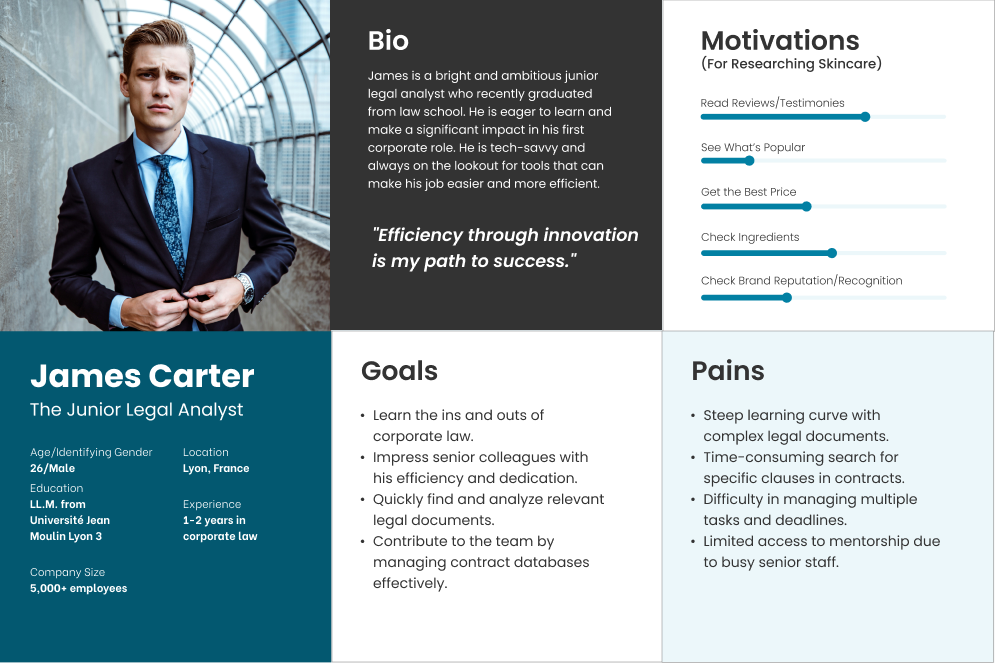 Bio
James is a bright and ambitious junior
legal analyst who recently graduated
from law school. He is eager to learn and
make a significant impact in his first
corporate role. He is tech-savvy and
always on the lookout for tools that can
make his job easier and more efficient.
"Efficiency through innovation
is my path to success."
Motivations
(For Researching Skincare)
Read Reviews/Testimonies
See What's Popular
Get the Best Price
Check Ingredients
Check Brand Reputation/Recognition
James Carter
The Junior Legal Analyst
Age/Identifying Gender
26/Male
Location
Lyon, France
Education
LL.M. from
Université Jean
Moulin Lyon 3
Experience
1-2 years in
corporate law
Company Size
5,000+ employees
Goals
• Learn the ins and outs of
corporate law.
• Impress senior colleagues with
his efficiency and dedication.
• Quickly find and analyze relevant
legal documents.
• Contribute to the team by
managing contract databases
effectively.
Pains
• Steep learning curve with
complex legal documents.
• Time-consuming search for
specific clauses in contracts.
• Difficulty in managing multiple
tasks and deadlines.
• Limited access to mentorship due
to busy senior staff.